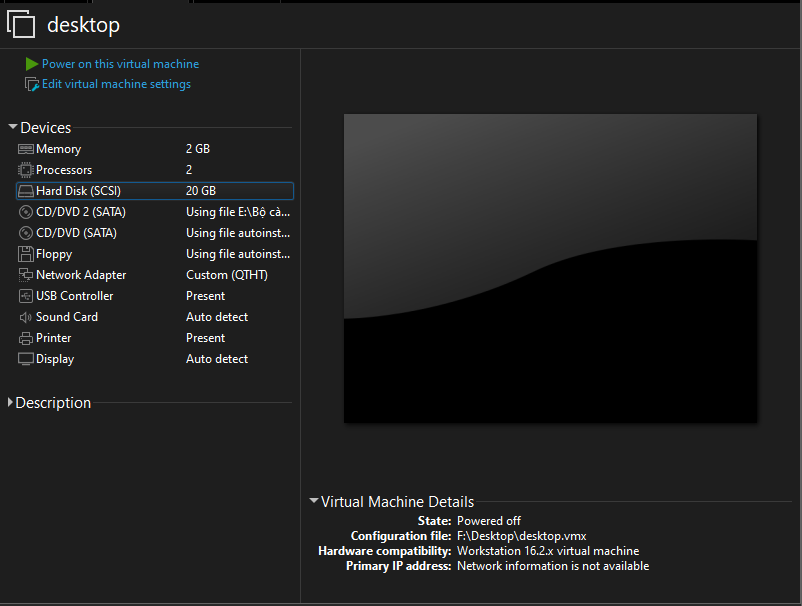 desktop
Power on this virtual machine
Edit virtual machine settings
Devices
Memory 2 GB
Processors 2
Hard Disk (SCSI) 20 GB
CD/DVD 2 (SATA) Using file E:\Bộ cà...
CD/DVD (SATA) Using file autoinst...
Floppy Using file autoinst...
Network Adapter Custom (QTHT)
USB Controller Present
Sound Card Auto detect
Printer Present
Display Auto detect
Description
Virtual Machine Details
State: Powered off
Configuration file: F:\Desktop\desktop.vmx
Hardware compatibility: Workstation 16.2.x virtual machine
Primary IP address: Network information is not available